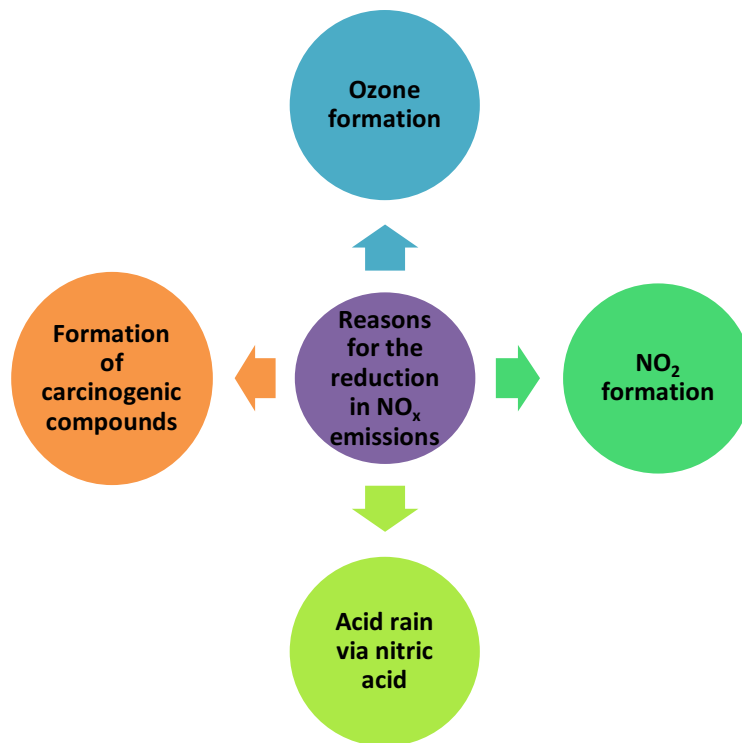 Ozone
formation
Formation
of
carcinogenic
compounds
Reasons
for the
reduction
in NOₓ
emissions
NO₂
formation
Acid rain
via nitric
acid